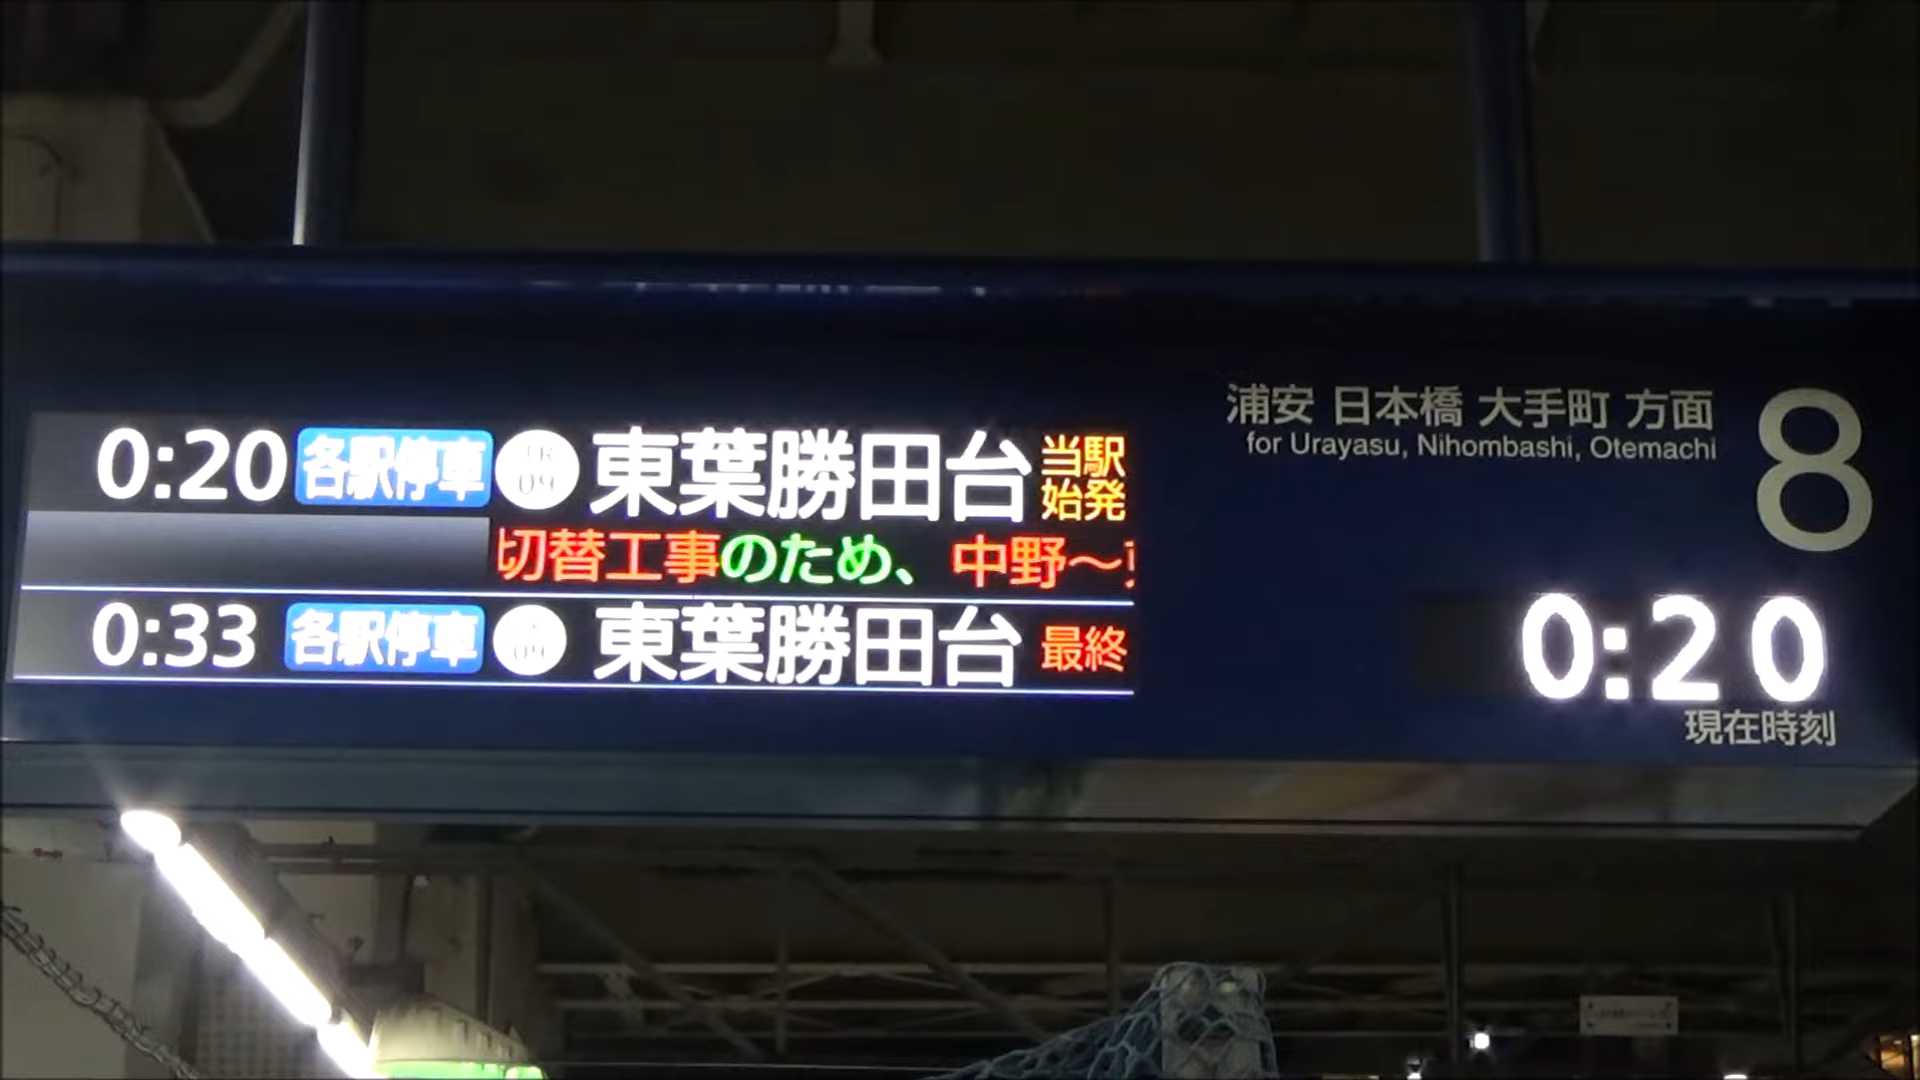 0:20 各駅停車 09 東葉勝田台 当駅始発
切替工事のため、 中野～
0:33 各駅停車 09 東葉勝田台 最終
浦安 日本橋 大手町 方面
for Urayasu, Nihombashi, Otemachi
8
0:20
現在時刻